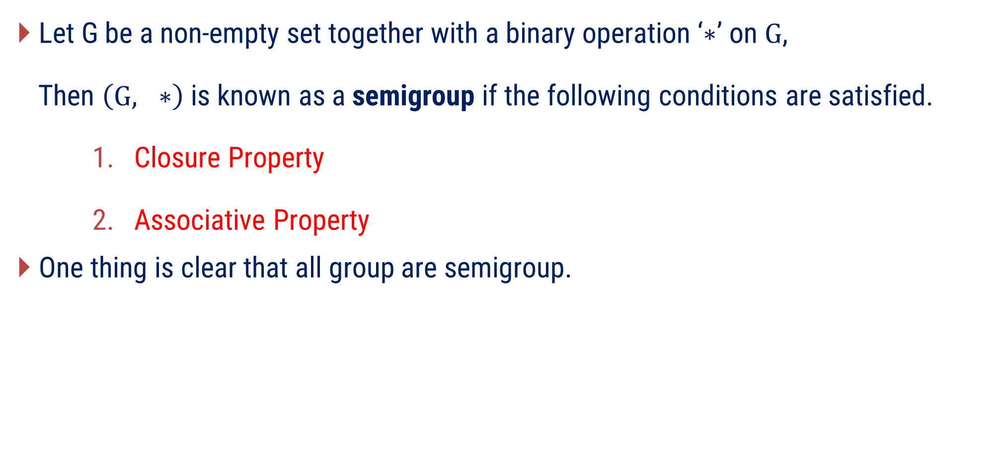 Let G be a non-empty set together with a binary operation ‘∗’ on G,
Then (G, ∗) is known as a semigroup if the following conditions are satisfied.
1. Closure Property
2. Associative Property
One thing is clear that all group are semigroup.